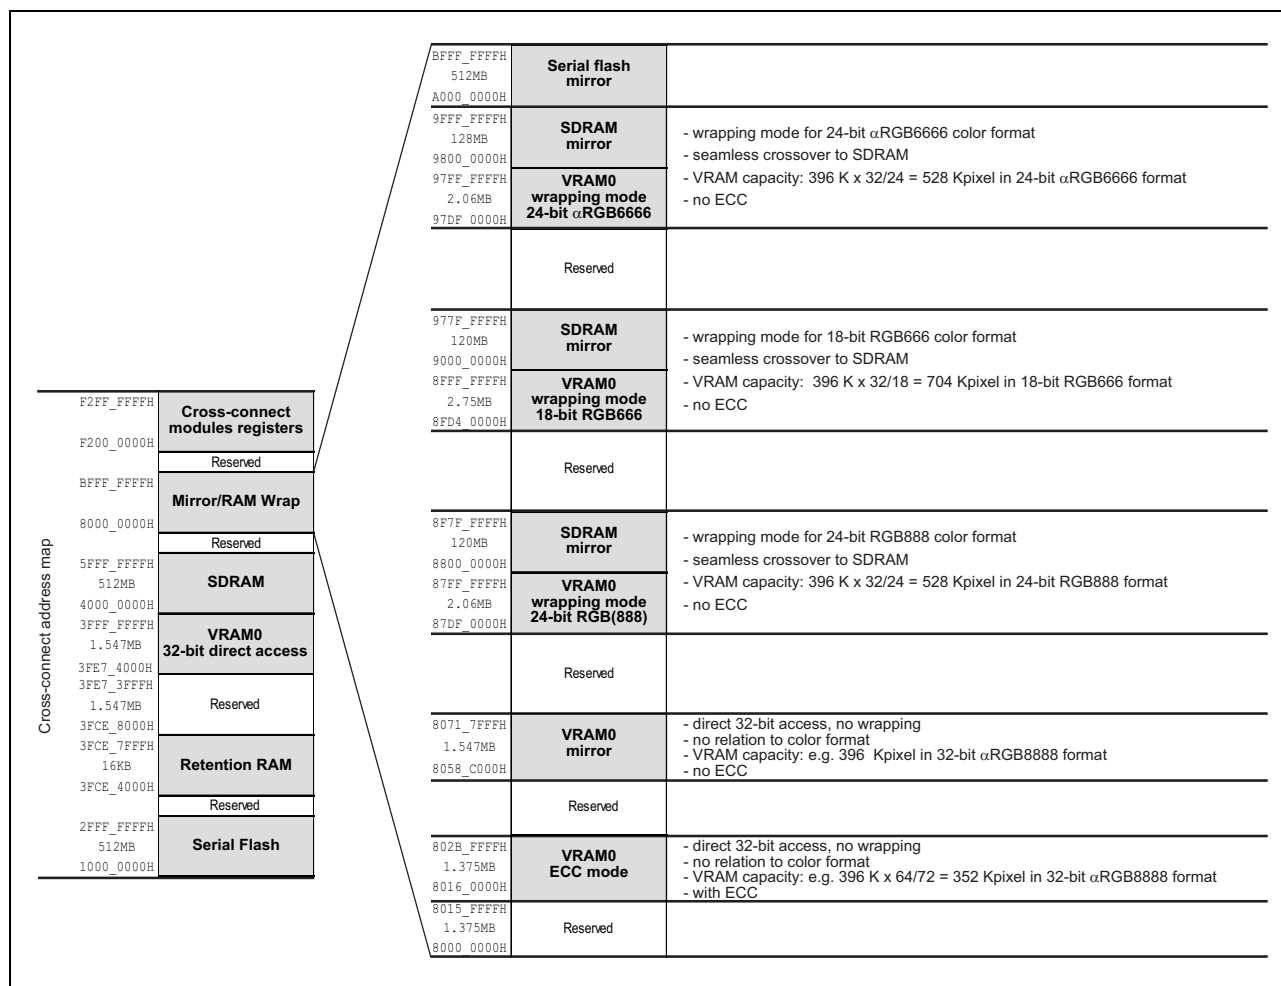 BFFF_FFFFH
512MB
A000_0000H
Serial flash
mirror
9FFF_FFFFH
128MB
9800_0000H
SDRAM
mirror
97FF_FFFFH
2.06MB
97DF_0000H
VRAM0
wrapping mode
24-bit αRGB6666
- wrapping mode for 24-bit αRGB6666 color format
- seamless crossover to SDRAM
- VRAM capacity: 396 K x 32/24 = 528 Kpixel in 24-bit αRGB6666 format
- no ECC
Reserved
977F_FFFFH
120MB
9000_0000H
SDRAM
mirror
8FFF_FFFFH
2.75MB
8FD4_0000H
VRAM0
wrapping mode
18-bit RGB666
- wrapping mode for 18-bit RGB666 color format
- seamless crossover to SDRAM
- VRAM capacity: 396 K x 32/18 = 704 Kpixel in 18-bit RGB666 format
- no ECC
Reserved
8F7F_FFFFH
120MB
8800_0000H
SDRAM
mirror
87FF_FFFFH
2.06MB
87DF_0000H
VRAM0
wrapping mode
24-bit RGB(888)
- wrapping mode for 24-bit RGB888 color format
- seamless crossover to SDRAM
- VRAM capacity: 396 K x 32/24 = 528 Kpixel in 24-bit RGB888 format
- no ECC
Reserved
8071_7FFFH
1.547MB
8058_C000H
VRAM0
mirror
- direct 32-bit access, no wrapping
- no relation to color format
- VRAM capacity: e.g. 396 Kpixel in 32-bit αRGB8888 format
- no ECC
Reserved
802B_FFFFH
1.375MB
8016_0000H
VRAM0
ECC mode
- direct 32-bit access, no wrapping
- no relation to color format
- VRAM capacity: e.g. 396 K x 64/72 = 352 Kpixel in 32-bit αRGB8888 format
- with ECC
8015_FFFFH
1.375MB
8000_0000H
Reserved
Cross-connect address map
F2FF_FFFFH
F200_0000H
Cross-connect
modules registers
Reserved
BFFF_FFFFH
8000_0000H
Mirror/RAM Wrap
Reserved
5FFF_FFFFH
512MB
4000_0000H
SDRAM
3FFF_FFFFH
1.547MB
3FE7_4000H
VRAM0
32-bit direct access
3FE7_3FFFH
1.547MB
3FCE_8000H
Reserved
3FCE_7FFFH
16KB
3FCE_4000H
Retention RAM
Reserved
2FFF_FFFFH
512MB
1000_0000H
Serial Flash